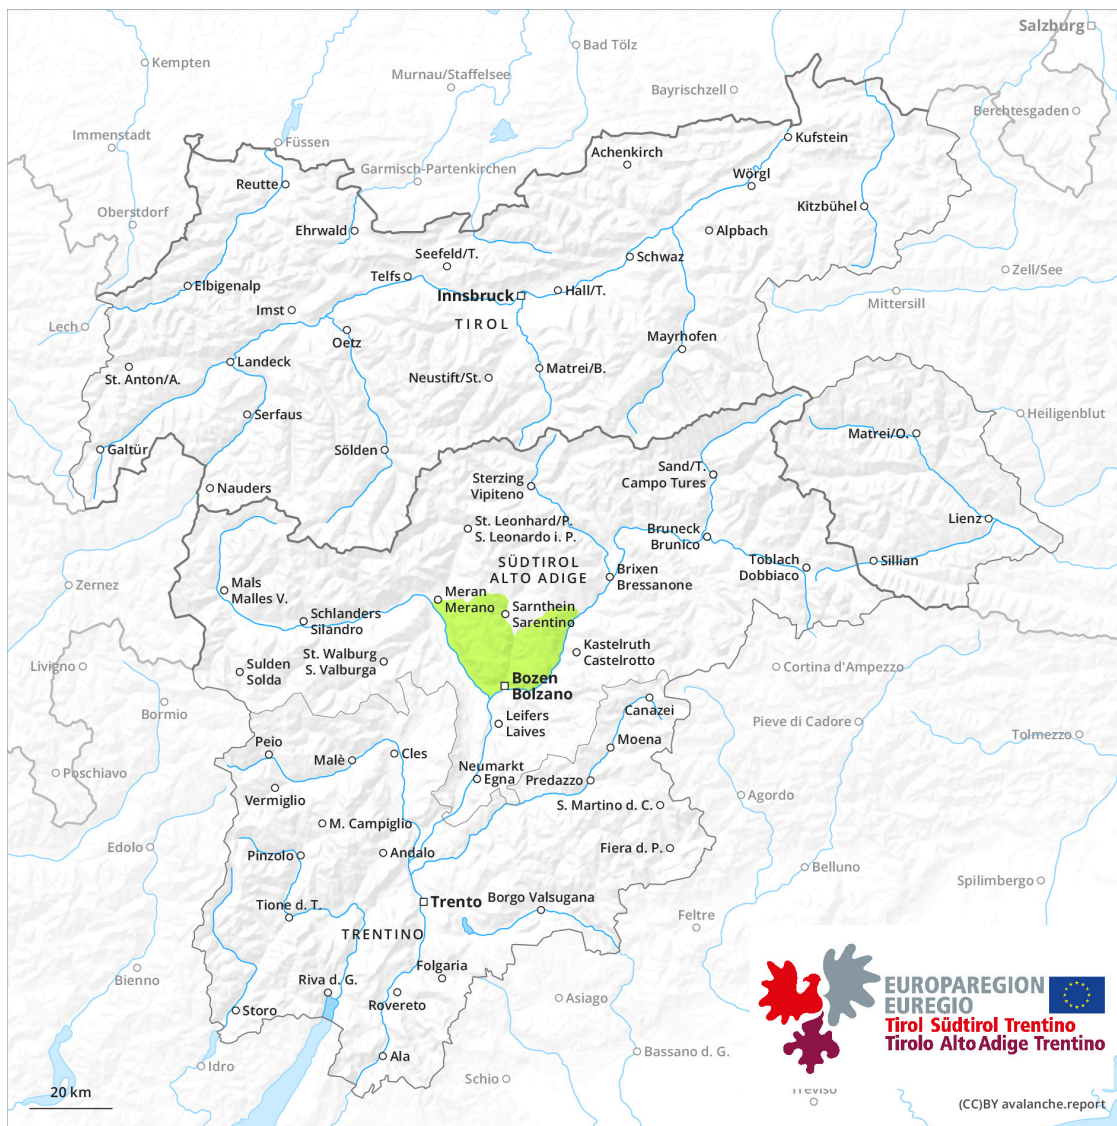 Salzburg
Bad Tölz
Kempten
Murnau/Staffelsee
Bayrischzell
Berchtesgaden
Immenstadt
Kufstein
Füssen
Achenkirch
Garmisch-Partenkirchen
Wörgl
Reutte
Kitzbühel
Oberstdorf
Ehrwald
Alpbach
Seefeld/T.
Schwaz
Zell/See
Telfs
Elbigenalp
Hall/T.
Innsbruck
Mittersill
Imst
TIROL
Lech
Oetz
Mayrhofen
Landeck
Matrei/B.
St. Anton/A.
Neustift/St.
Serfaus
Heiligenblut
Matrei/O.
Galtür
Sölden
Sand/T.
Campo Tures
Sterzing
Vipiteno
Nauders
Lienz
St. Leonhard/P.
S. Leonardo i. P.
Bruneck
Brunico
SÜDTIROL
ALTO ADIGE
Toblach
Dobbiaco
Sillian
Brixen
Bressanone
Zernez
Mals
Malles V.
Meran
Merano
Sarnthein
Sarentino
Schlanders
Silandro
Kastelruth
Castelrotto
St. Walburg
S. Valburga
Livigno
Sulden
Solda
Cortina d'Ampezzo
Bozen
Bolzano
Bormio
Canazei
Leifers
Laives
Pieve di Cadore
Tolmezzo
Peio
Moena
Malè
Cles
Poschiavo
Neumarkt
Egna
Predazzo
Vermiglio
Agordo
S. Martino d. C.
M. Campiglio
Edolo
Pinzolo
Andalo
Fiera d. P.
Belluno
Spilimbergo
Tione d. T.
Trento
Borgo Valsugana
Feltre
TRENTINO
Folgaria
Bienno
Riva d. G.
Rovereto
Asiago
Storo
EUROPAREGION
EUREGIO
Tirol Südtirol Trentino
Tirolo Alto Adige Trentino
Ala
Bassano d. G.
Idro
Schio
20 km
Treviso
(CC)BY avalanche.report